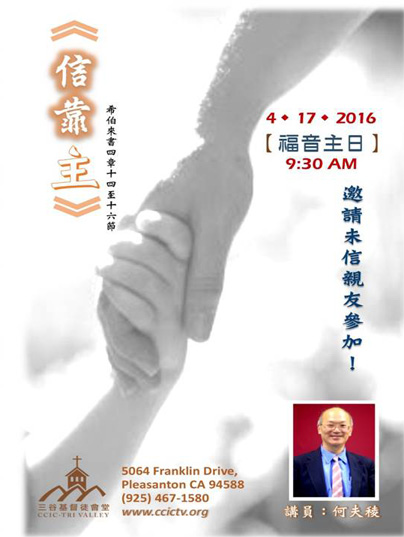 《信靠主》
希伯來書四章十四至十六節
4 • 17 • 2016
【福音主日】
9:30 AM
邀請未信親友參加！
三谷基督徒會堂
CCIC-TRI VALLEY
5064 Franklin Drive,
Pleasanton CA 94588
(925) 467-1580
www.ccictv.org
講員：何夫稜